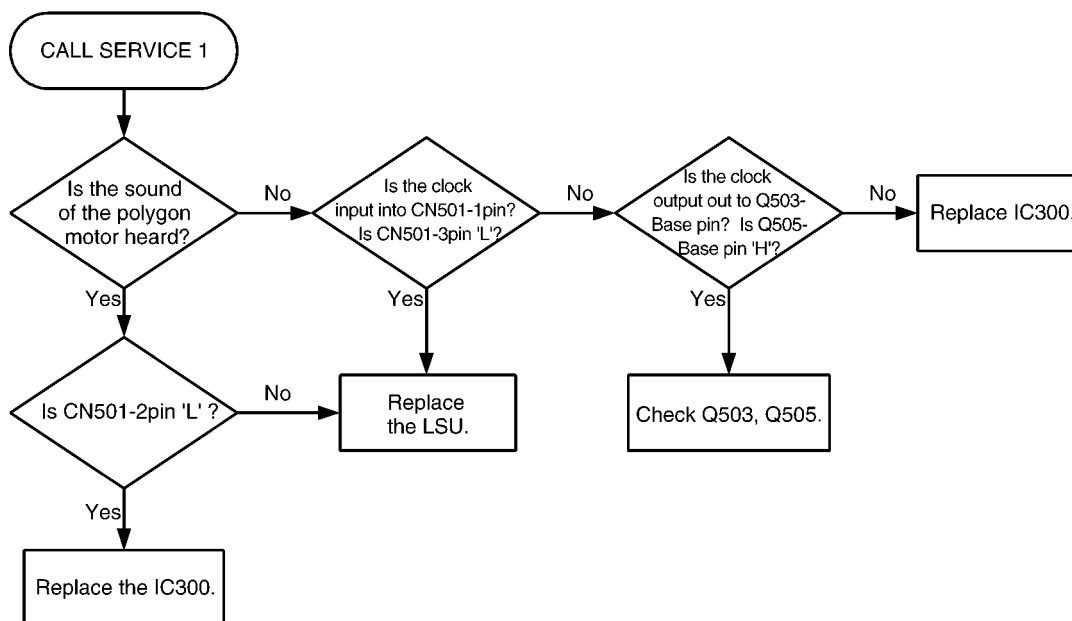 CALL SERVICE 1
Is the sound
of the polygon
motor heard?
No
Is the clock
input into CN501-1pin?
Is CN501-3pin 'L'?
No
Is the clock
output out to Q503-
Base pin? Is Q505-
Base pin 'H'?
No
Replace IC300.
Yes
Yes
Yes
Is CN501-2pin 'L' ?
No
Replace
the LSU.
Check Q503, Q505.
Yes
Replace the IC300.